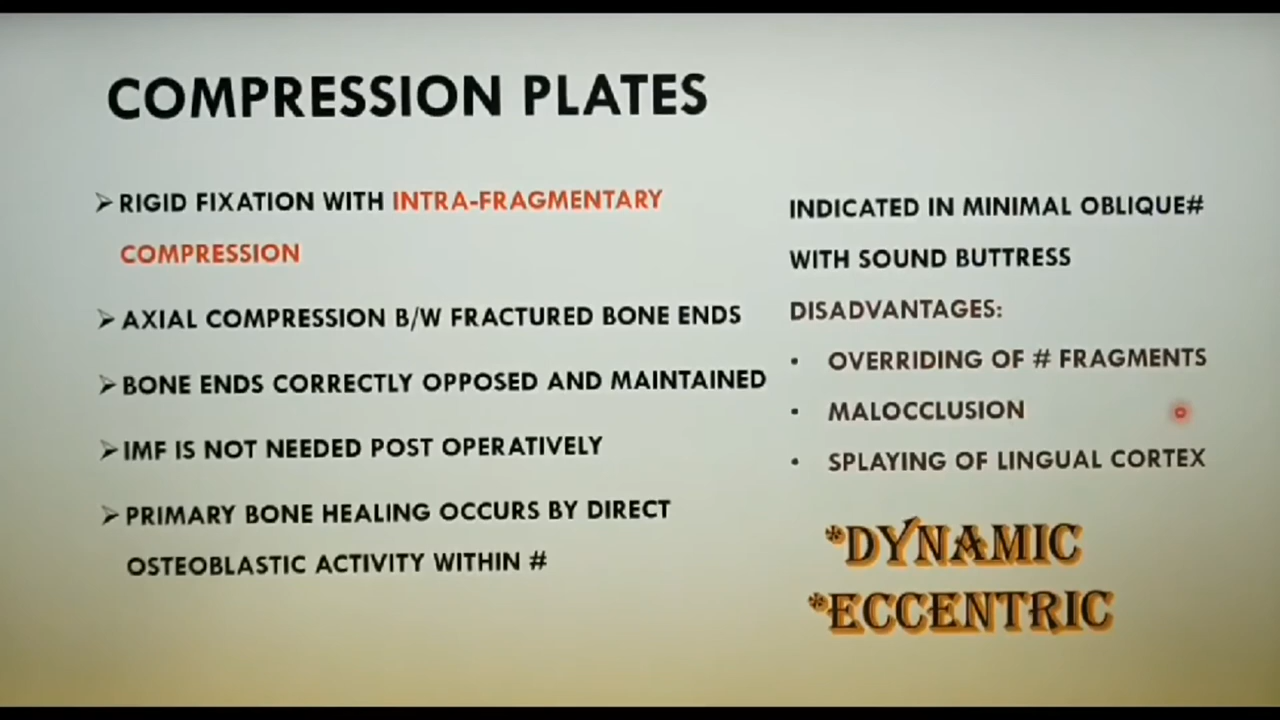 COMPRESSION PLATES
➢ RIGID FIXATION WITH INTRA-FRAGMENTARY
COMPRESSION
➢ AXIAL COMPRESSION B/W FRACTURED BONE ENDS
➢ BONE ENDS CORRECTLY OPPOSED AND MAINTAINED
➢ IMF IS NOT NEEDED POST OPERATIVELY
➢ PRIMARY BONE HEALING OCCURS BY DIRECT
OSTEOBLASTIC ACTIVITY WITHIN #
INDICATED IN MINIMAL OBLIQUE#
WITH SOUND BUTTRESS
DISADVANTAGES:
• OVERRIDING OF # FRAGMENTS
• MALOCCLUSION
• SPLAYING OF LINGUAL CORTEX
*DYNAMIC
*ECCENTRIC